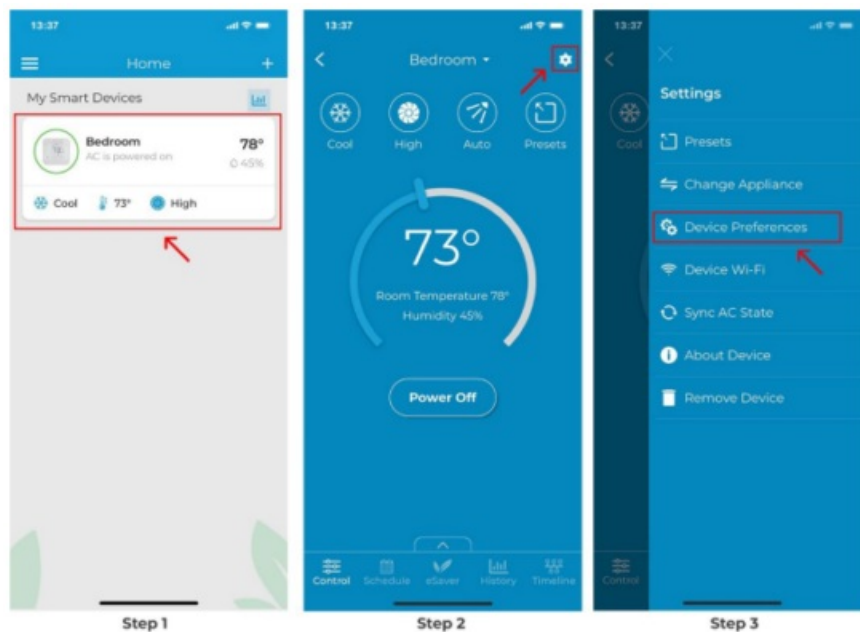 13:37
Home
My Smart Devices
Bedroom
78°
AC is powered on
45%
Cool
73°
High
Step 1
13:37
Bedroom
Cool
High
Auto
Presets
73°
Room Temperature 78°
Humidity 45%
Power Off
Control
Schedule
eSaver
History
Timeline
Step 2
13:37
Cool
Settings
Presets
Change Appliance
Device Preferences
Device Wi-Fi
Sync AC State
About Device
Remove Device
Control
Step 3